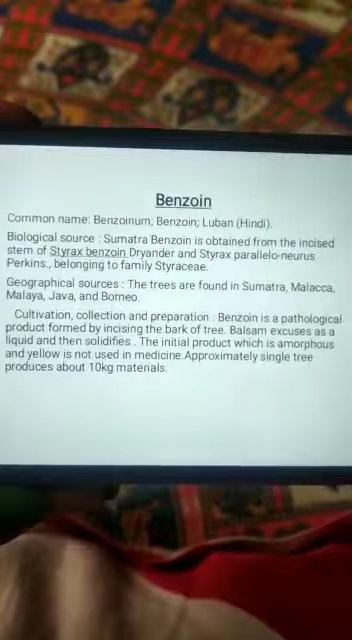 Benzoin
Common name: Benzoinum, Benzoin; Luban (Hindi).
Biological source : Sumatra Benzoin is obtained from the incised
stem of Styrax benzoin Dryander and Styrax parallelo-neurus
Perkins., belonging to family Styraceae.
Geographical sources : The trees are found in Sumatra, Malacca,
Malaya, Java, and Borneo.
Cultivation, collection and preparation : Benzoin is a pathological
product formed by incising the bark of tree. Balsam excuses as a
liquid and then solidifies . The initial product which is amorphous
and yellow is not used in medicine.Approximately single tree
produces about 10kg materials.